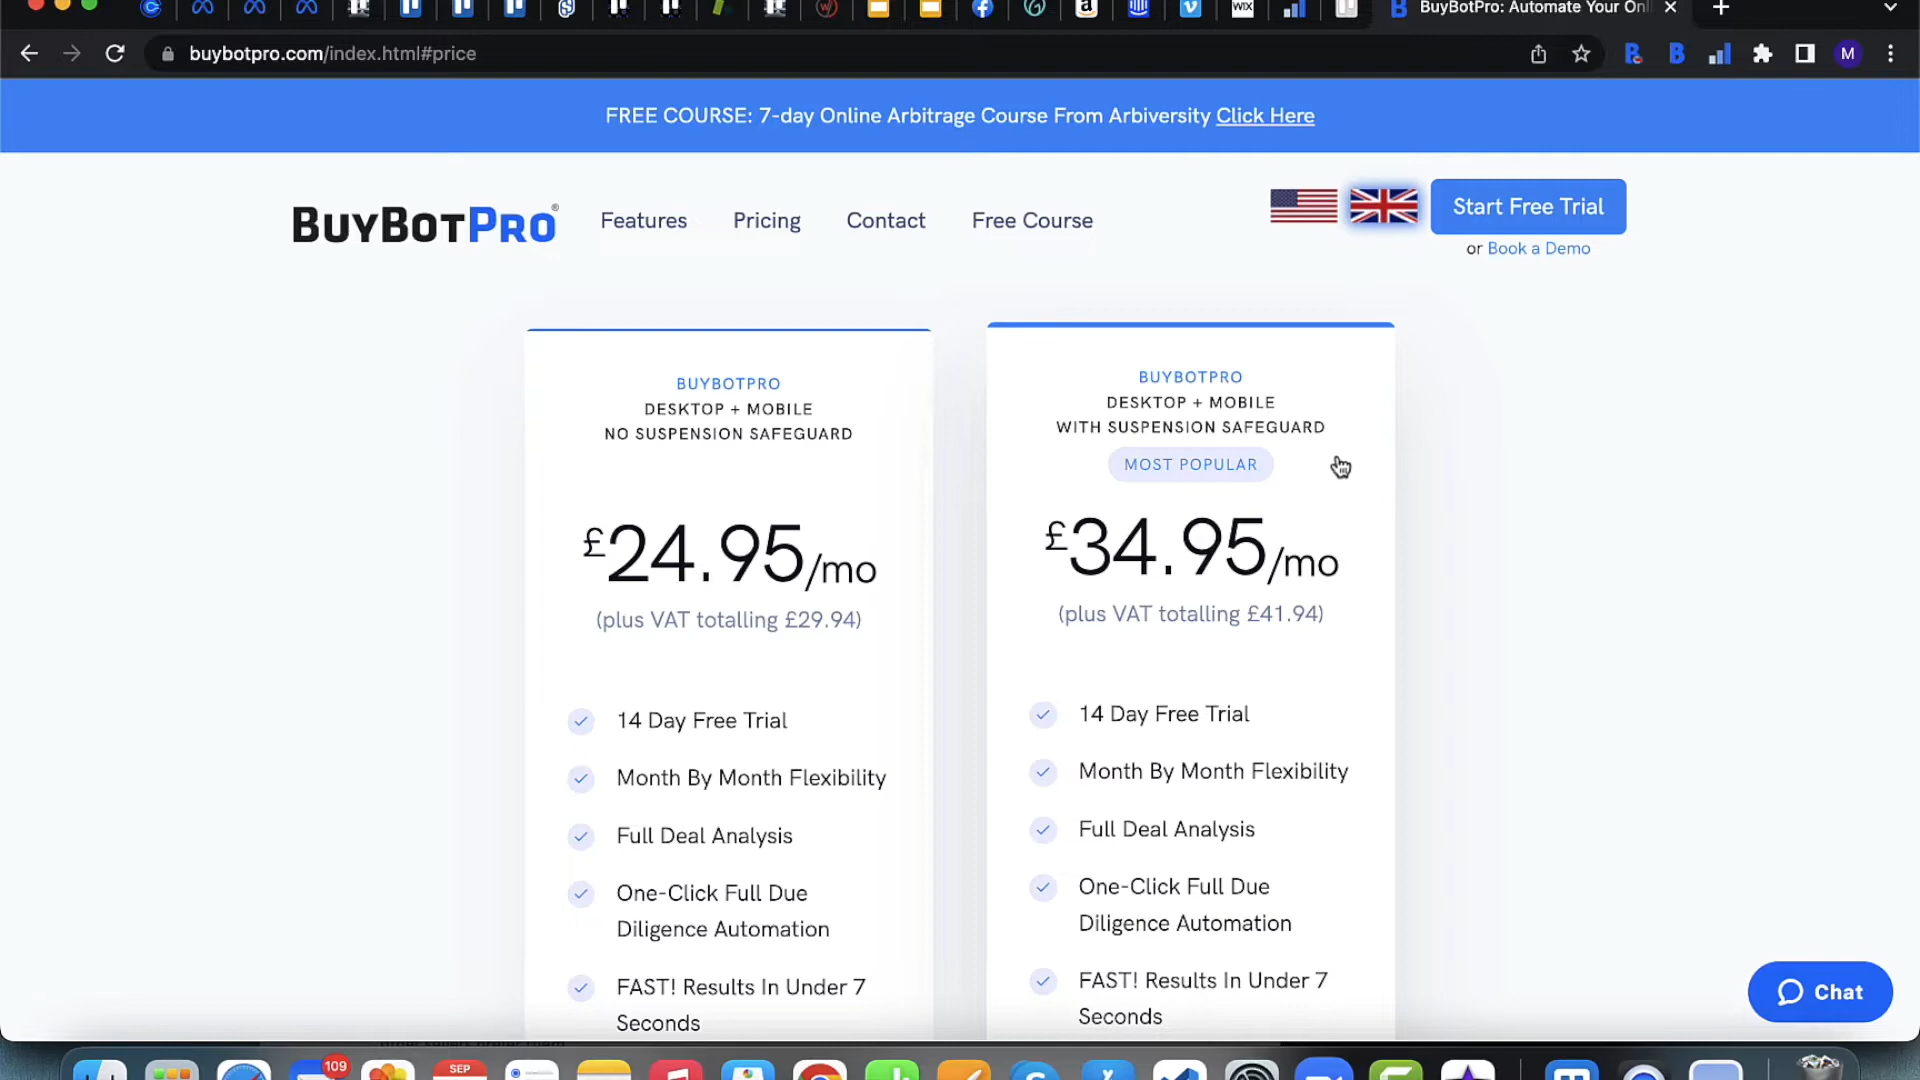 BuyBotPro: Automate Your Onl
buybotpro.com/index.html#price
M
FREE COURSE: 7-day Online Arbitrage Course From Arbiversity Click Here
BUYBOTPRO®
Features
Pricing
Contact
Free Course
Start Free Trial
or Book a Demo
BUYBOTPRO
DESKTOP + MOBILE
NO SUSPENSION SAFEGUARD
£24.95/mo
(plus VAT totalling £29.94)
14 Day Free Trial
Month By Month Flexibility
Full Deal Analysis
One-Click Full Due
Diligence Automation
FAST! Results In Under 7
Seconds
BUYBOTPRO
DESKTOP + MOBILE
WITH SUSPENSION SAFEGUARD
MOST POPULAR
£34.95/mo
(plus VAT totalling £41.94)
14 Day Free Trial
Month By Month Flexibility
Full Deal Analysis
One-Click Full Due
Diligence Automation
FAST! Results In Under 7
Seconds
Chat
109
SEP